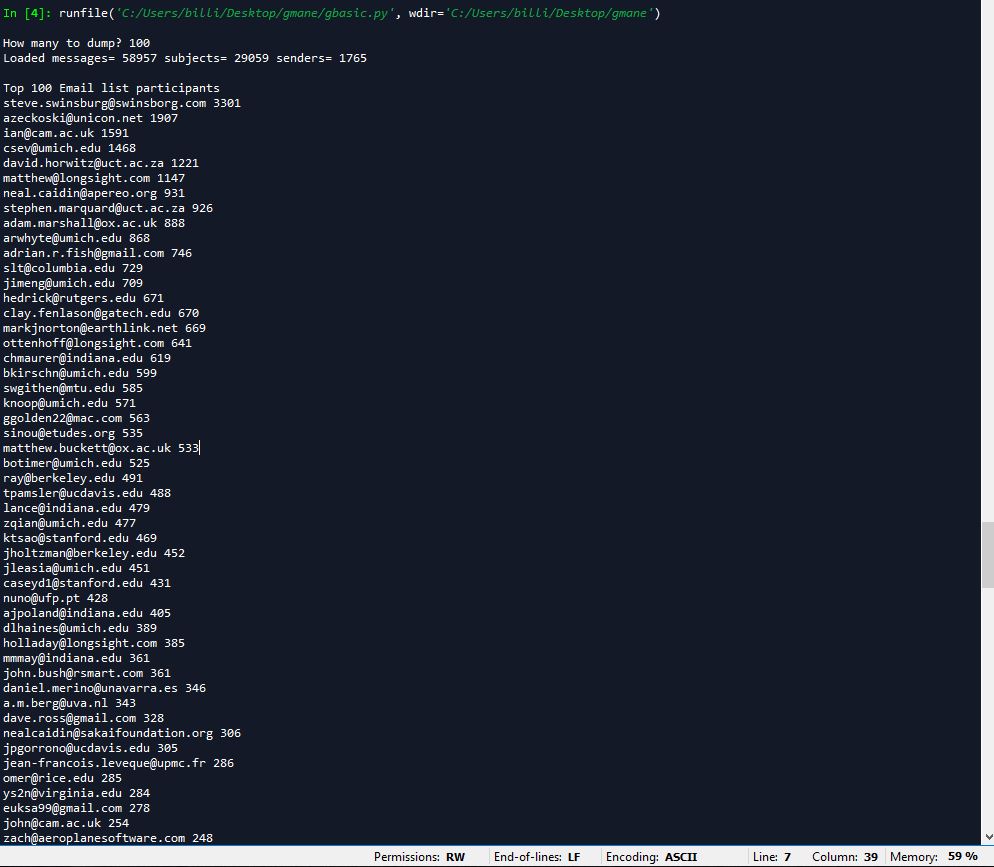 In [4]: runfile('C:/Users/billi/Desktop/gmane/gbasic.py', wdir='C:/Users/billi/Desktop/gmane')
How many to dump? 100
Loaded messages= 58957 subjects= 29059 senders= 1765
Top 100 Email list participants
steve.swinsburg@swinsborg.com 3301
azeckoski@unicon.net 1907
ian@cam.ac.uk 1591
csev@umich.edu 1468
david.horwitz@uct.ac.za 1221
matthew@longsight.com 1147
neal.caidin@apereo.org 931
stephen.marquard@uct.ac.za 926
adam.marshall@ox.ac.uk 888
arwhyte@umich.edu 868
adrian.r.fish@gmail.com 746
slt@columbia.edu 729
jimeng@umich.edu 709
hedrick@rutgers.edu 671
clay.fenlason@gatech.edu 670
markjnorton@earthlink.net 669
ottenhoff@longsight.com 641
chmaurer@indiana.edu 619
bkirschn@umich.edu 599
swgithen@mtu.edu 585
knoop@umich.edu 571
ggolden22@mac.com 563
sinou@etudes.org 535
matthew.buckett@ox.ac.uk 533
botimer@umich.edu 525
ray@berkeley.edu 491
tpamsler@ucdavis.edu 488
lance@indiana.edu 479
zqian@umich.edu 477
ktsao@stanford.edu 469
jholtzman@berkeley.edu 452
jleasia@umich.edu 451
caseyd1@stanford.edu 431
nuno@ufp.pt 428
ajpoland@indiana.edu 405
dlhaines@umich.edu 389
holladay@longsight.com 385
mmmay@indiana.edu 361
john.bush@rsmart.com 361
daniel.merino@unavarra.es 346
a.m.berg@uva.nl 343
dave.ross@gmail.com 328
nealcaidin@sakaifoundation.org 306
jpgorrono@ucdavis.edu 305
jean-francois.leveque@upmc.fr 286
omer@rice.edu 285
ys2n@virginia.edu 284
euksa99@gmail.com 278
john@cam.ac.uk 254
zach@aeroplanesoftware.com 248
Permissions: RW End-of-lines: LF Encoding: ASCII Line: 7 Column: 39 Memory: 59 %